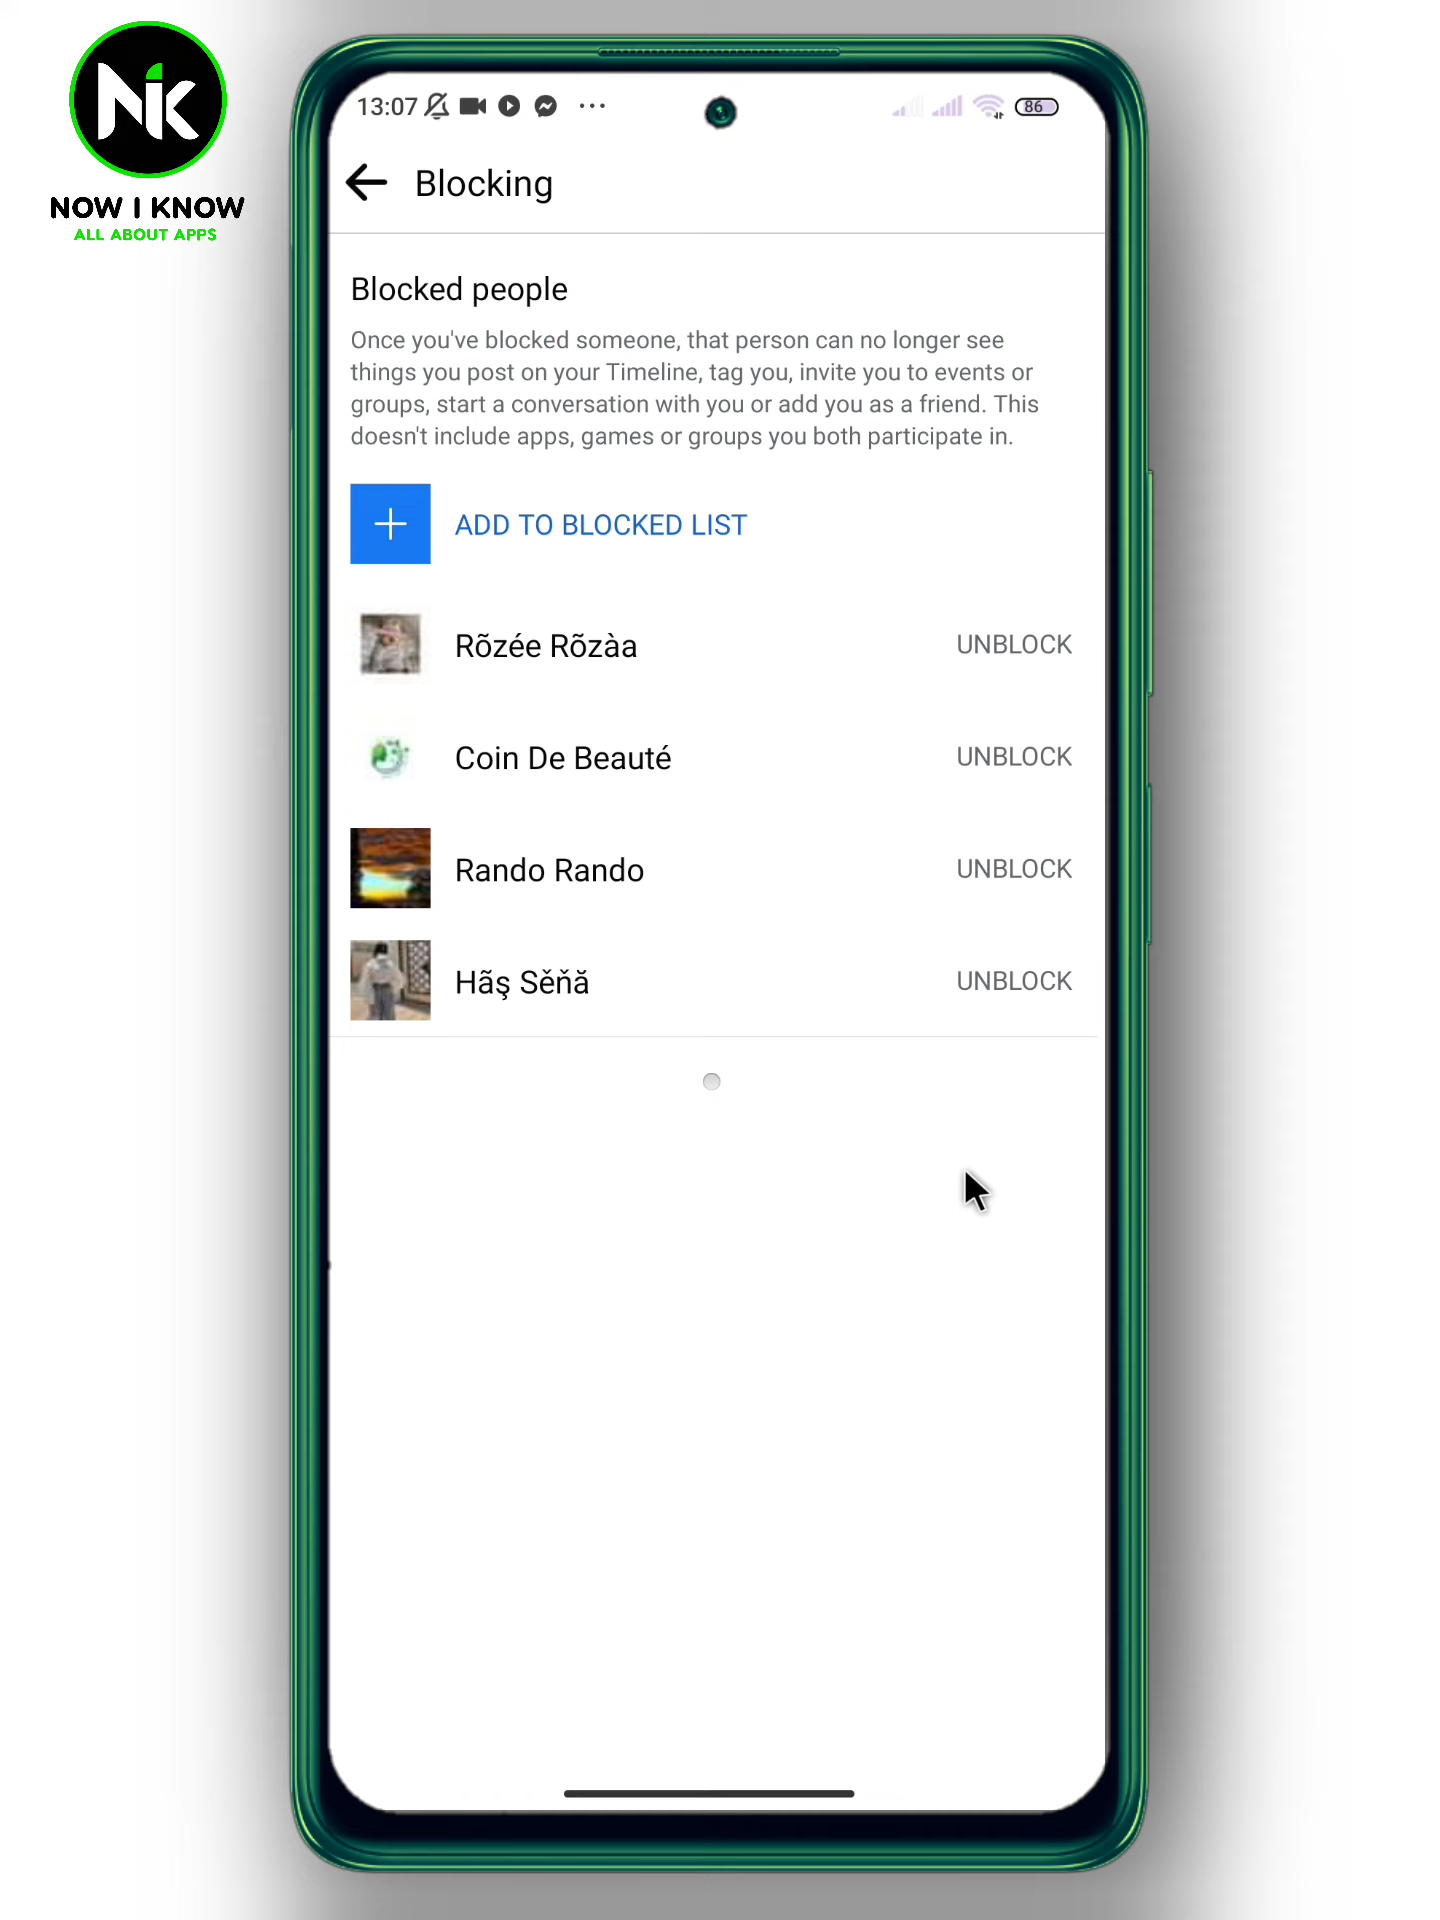 NiK
NOW I KNOW
ALL ABOUT APPS
13:07
86
Blocking
Blocked people
Once you've blocked someone, that person can no longer see
things you post on your Timeline, tag you, invite you to events or
groups, start a conversation with you or add you as a friend. This
doesn't include apps, games or groups you both participate in.
ADD TO BLOCKED LIST
Rõzée Rõzàa UNBLOCK
Coin De Beauté UNBLOCK
Rando Rando UNBLOCK
Hãş Sěňă UNBLOCK